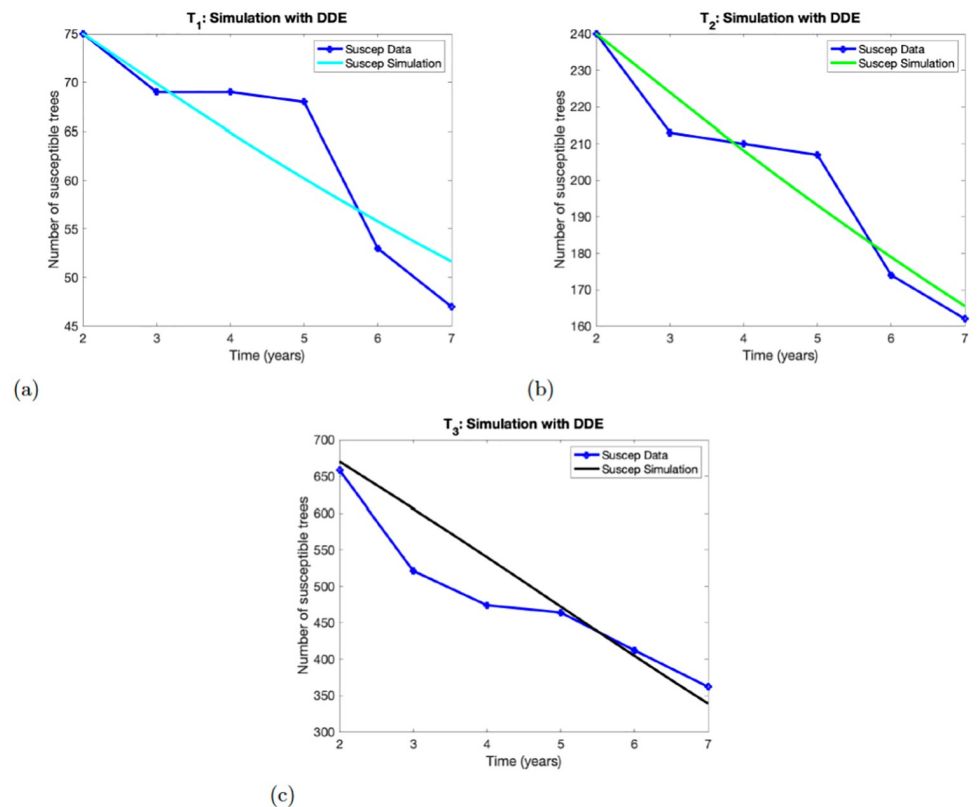 T1: Simulation with DDE
Suscep Data
Suscep Simulation
Number of susceptible trees
75
70
65
60
55
50
45
2 3 4 5 6 7
Time (years)
(a)
T2: Simulation with DDE
Suscep Data
Suscep Simulation
Number of susceptible trees
240
230
220
210
200
190
180
170
160
2 3 4 5 6 7
Time (years)
(b)
T3: Simulation with DDE
Suscep Data
Suscep Simulation
Number of susceptible trees
700
650
600
550
500
450
400
350
300
2 3 4 5 6 7
Time (years)
(c)